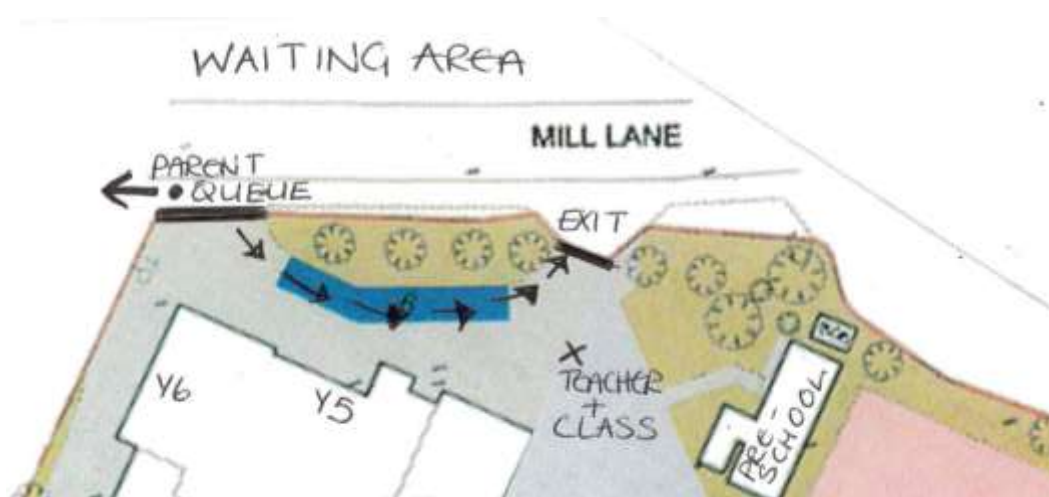 WAITING AREA
MILL LANE
PARENT
QUEUE
EXIT
X
TEACHER
+
CLASS
Y6
Y5
PRE-
SCHOOL